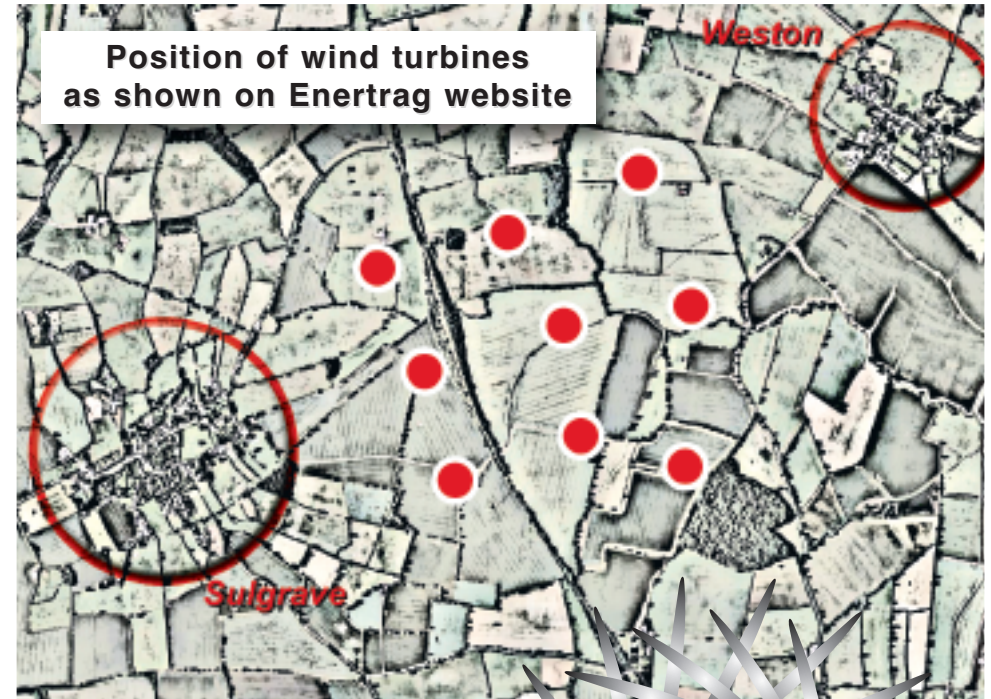 Position of wind turbines
as shown on Enertrag website
Weston
Sulgrave